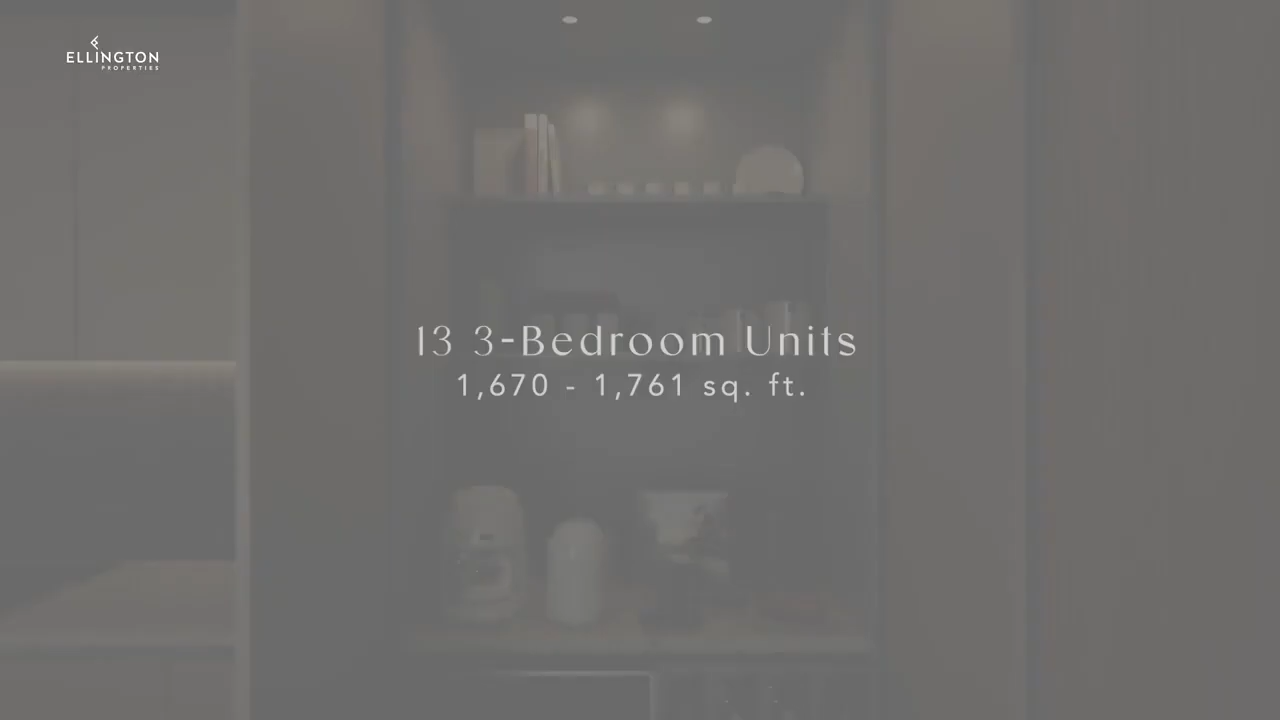 ELLINGTON
PROPERTIES
13 3-Bedroom Units
1,670 - 1,761 sq. ft.